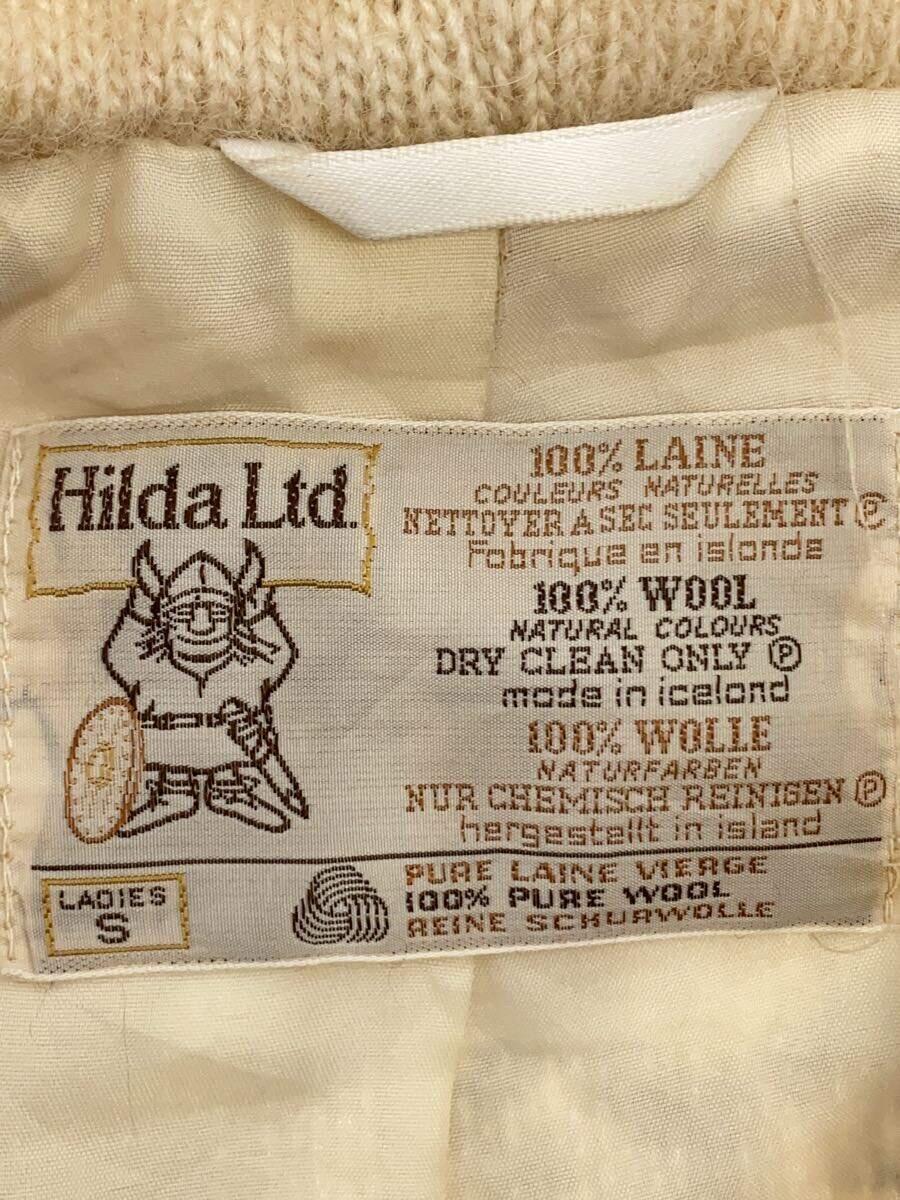 Hilda Ltd.
100% LAINE
COULEURS NATURELLES
NETTOYER A SEC SEULEMENT Ⓟ
Fabrique en islande
100% WOOL
NATURAL COLOURS
DRY CLEAN ONLY Ⓟ
made in iceland
100% WOLLE
NATURFARBEN
NUR CHEMISCH REINIGEN Ⓟ
hergestellt in island
LADIES
S
PURE LAINE VIERGE
100% PURE WOOL
REINE SCHURWOLLE